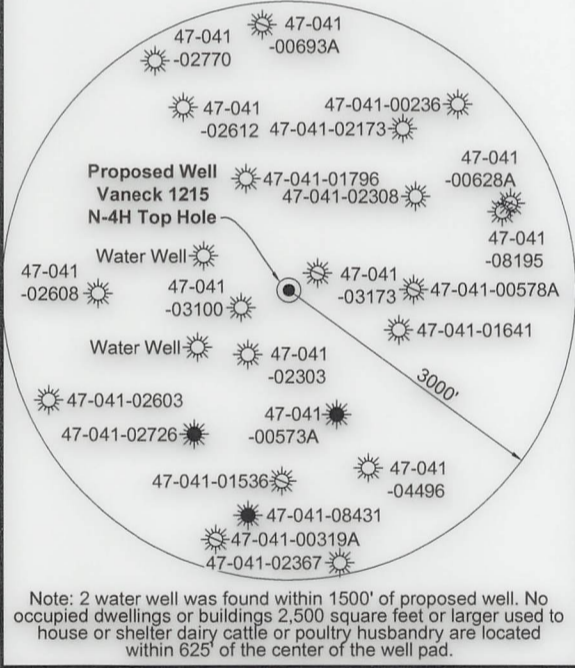 47-041
-00693A
47-041
-02770
47-041
-02612
47-041-00236
47-041-02173
47-041
-00628A
Proposed Well
Vaneck 1215
N-4H Top Hole
47-041-01796
47-041-02308
47-041
-08195
Water Well
47-041
-02608
47-041
-03100
47-041
-03173
47-041-00578A
47-041-01641
Water Well
47-041
-02303
3000'
47-041-02603
47-041-02726
47-041
-00573A
47-041-01536
47-041
-04496
47-041-08431
47-041-00319A
47-041-02367
Note: 2 water well was found within 1500' of proposed well. No
occupied dwellings or buildings 2,500 square feet or larger used to
house or shelter dairy cattle or poultry husbandry are located
within 625' of the center of the well pad.